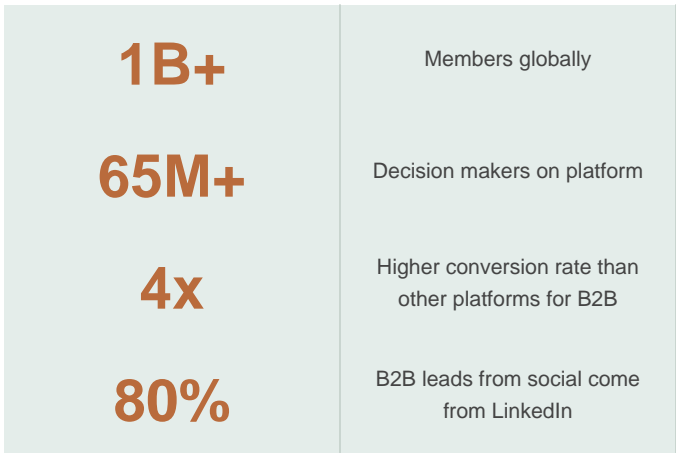 1B+
Members globally
65M+
Decision makers on platform
4x
Higher conversion rate than
other platforms for B2B
80%
B2B leads from social come
from LinkedIn